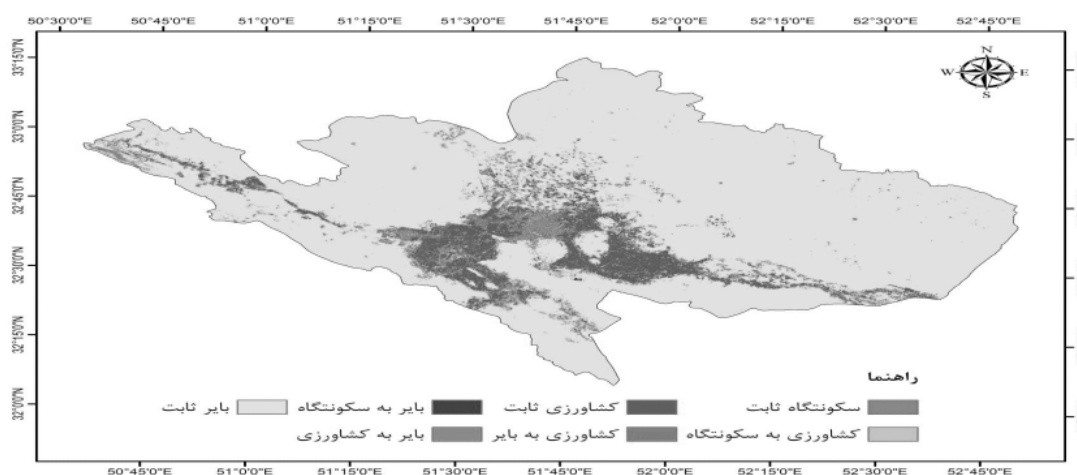 50°30'0"E 50°45'0"E 51°0'0"E 51°15'0"E 51°30'0"E 51°45'0"E 52°0'0"E 52°15'0"E 52°30'0"E 52°45'0"E
N
W E
S
33°15'0"N
33°0'0"N
32°45'0"N
32°30'0"N
32°15'0"N
32°0'0"N
راهنما
سکونتگاه ثابت کشاورزی ثابت بایر به سکونتگاه بایر ثابت
کشاورزی به سکونتگاه کشاورزی به بایر بایر به کشاورزی
50°45'0"E 51°0'0"E 51°15'0"E 51°30'0"E 51°45'0"E 52°0'0"E 52°15'0"E 52°30'0"E 52°45'0"E